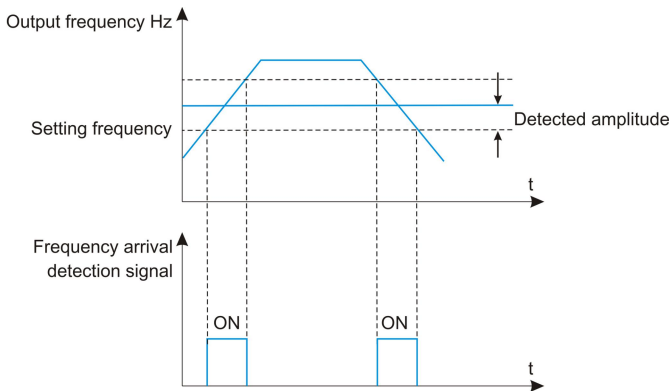 Output frequency Hz
Setting frequency
Detected amplitude
t
Frequency arrival
detection signal
ON
ON
t